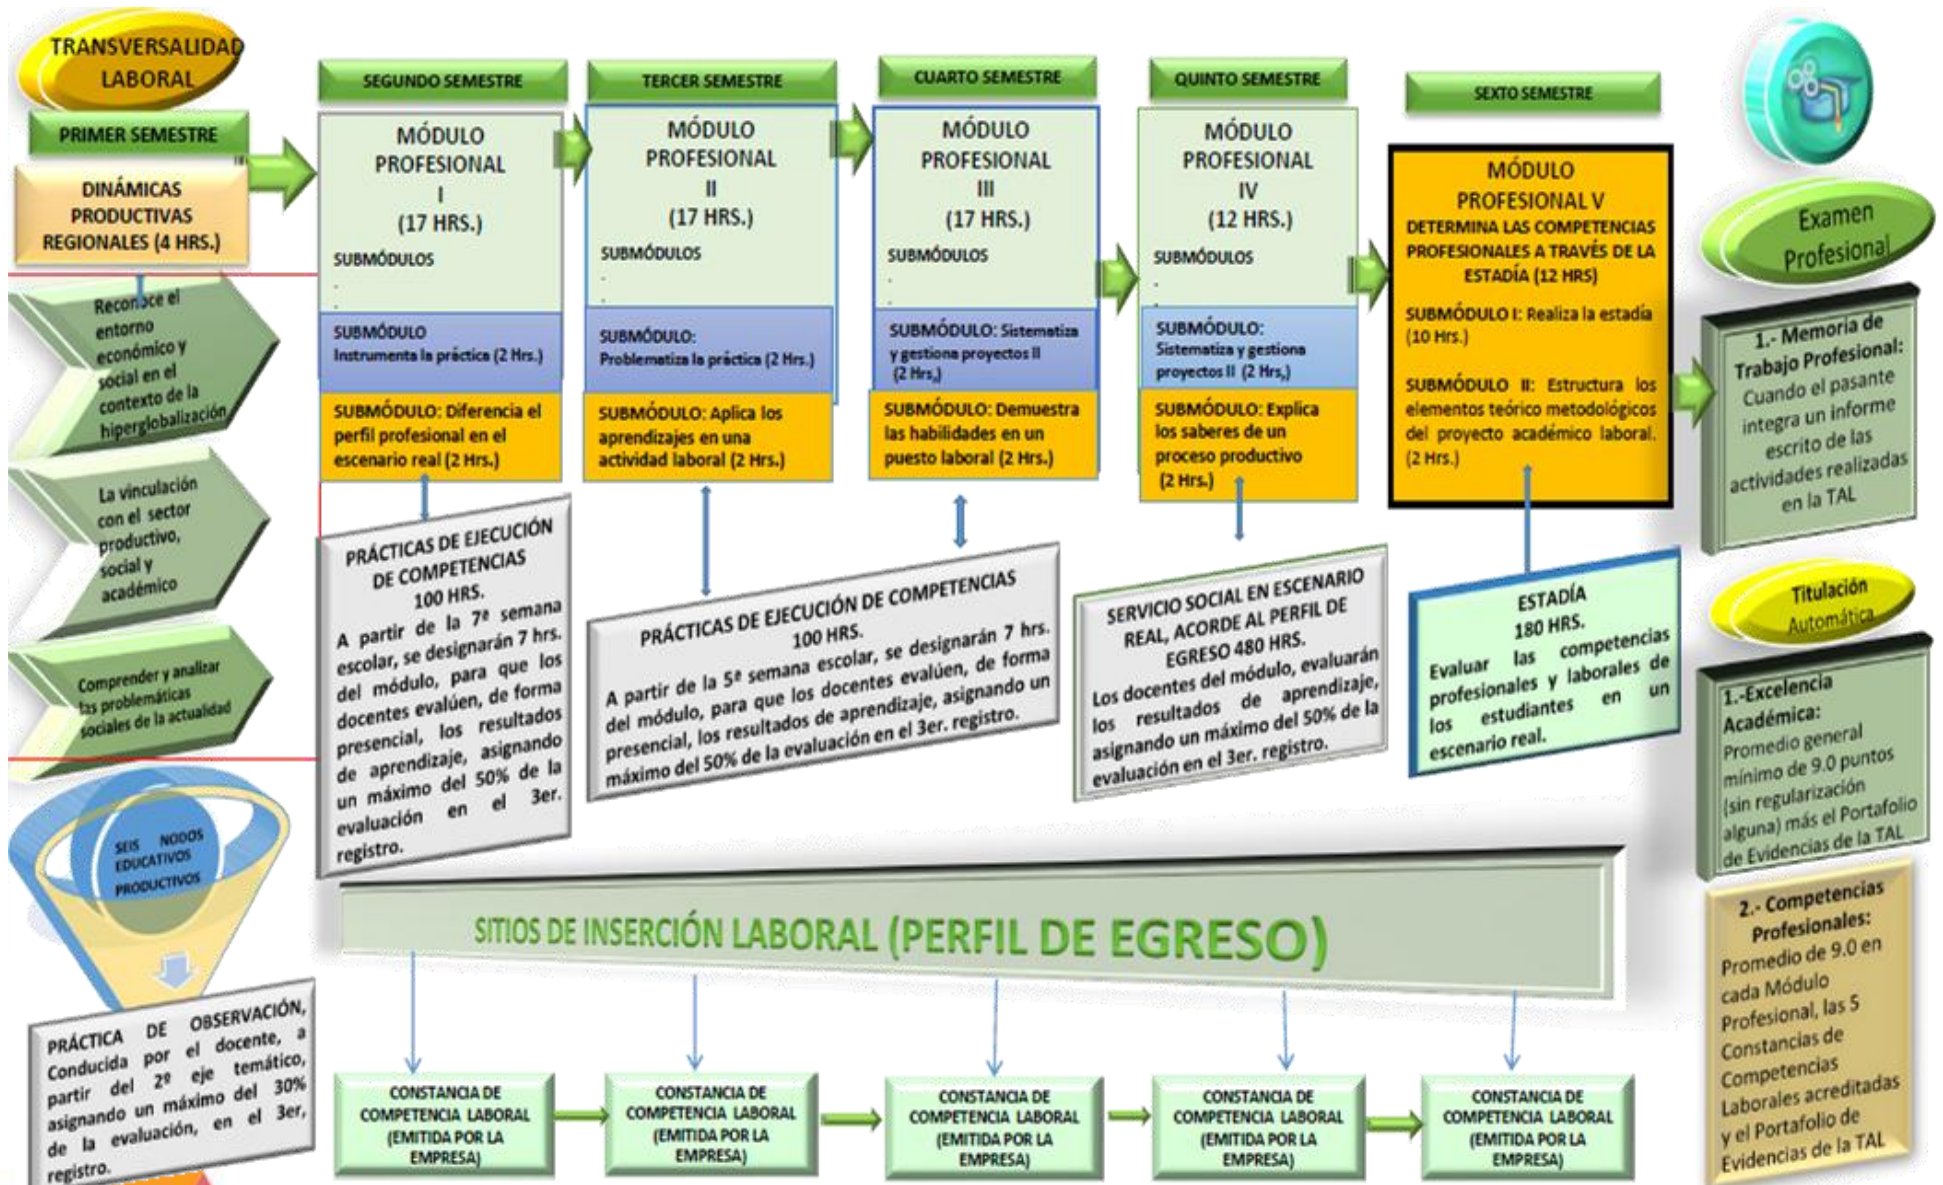 TRANSVERSALIDAD
LABORAL
PRIMER SEMESTRE
DINÁMICAS
PRODUCTIVAS
REGIONALES (4 HRS.)
Reconoce el
entorno
económico y
social en el
contexto de la
hiperglobalización
La vinculación
con el sector
productivo,
social y
académico
Comprender y analizar
las problemáticas
sociales de la actualidad
SEIS NODOS
EDUCATIVOS
PRODUCTIVOS
PRÁCTICA DE OBSERVACIÓN,
Conducida por el docente, a
partir del 2º eje temático,
asignando un máximo del 30%
de la evaluación, en el 3er,
registro.
SEGUNDO SEMESTRE
MÓDULO
PROFESIONAL
I
(17 HRS.)
SUBMÓDULOS
.
.
SUBMÓDULO
Instrumenta la práctica (2 Hrs.)
SUBMÓDULO: Diferencia el
perfil profesional en el
escenario real (2 Hrs.)
PRÁCTICAS DE EJECUCIÓN
DE COMPETENCIAS
100 HRS.
A partir de la 7ª semana
escolar, se designarán 7 hrs.
del módulo, para que los
docentes evalúen, de forma
presencial, los resultados
de aprendizaje, asignando
un máximo del 50% de la
evaluación en el 3er.
registro.
TERCER SEMESTRE
MÓDULO
PROFESIONAL
II
(17 HRS.)
SUBMÓDULOS
.
.
SUBMÓDULO:
Problematiza la práctica (2 Hrs.)
SUBMÓDULO: Aplica los
aprendizajes en una
actividad laboral (2 Hrs.)
CUARTO SEMESTRE
MÓDULO
PROFESIONAL
III
(17 HRS.)
SUBMÓDULOS
.
.
SUBMÓDULO: Sistematiza
y gestiona proyectos II
(2 Hrs,)
SUBMÓDULO: Demuestra
las habilidades en un
puesto laboral (2 Hrs.)
PRÁCTICAS DE EJECUCIÓN DE COMPETENCIAS
100 HRS.
A partir de la 5ª semana escolar, se designarán 7 hrs.
del módulo, para que los docentes evalúen, de forma
presencial, los resultados de aprendizaje, asignando un
máximo del 50% de la evaluación en el 3er. registro.
QUINTO SEMESTRE
MÓDULO
PROFESIONAL
IV
(12 HRS.)
SUBMÓDULOS
.
.
SUBMÓDULO:
Sistematiza y gestiona
proyectos II (2 Hrs,)
SUBMÓDULO: Explica
los saberes de un
proceso productivo
(2 Hrs.)
SERVICIO SOCIAL EN ESCENARIO
REAL, ACORDE AL PERFIL DE
EGRESO 480 HRS.
Los docentes del módulo, evaluarán
los resultados de aprendizaje,
asignando un máximo del 50% de la
evaluación en el 3er. registro.
SEXTO SEMESTRE
MÓDULO
PROFESIONAL V
DETERMINA LAS COMPETENCIAS
PROFESIONALES A TRAVÉS DE LA
ESTADÍA (12 HRS)
SUBMÓDULO I: Realiza la estadía
(10 Hrs.)
SUBMÓDULO II: Estructura los
elementos teórico metodológicos
del proyecto académico laboral.
(2 Hrs.)
ESTADÍA
180 HRS.
Evaluar las competencias
profesionales y laborales de
los estudiantes en un
escenario real.
Examen
Profesional
1.- Memoria de
Trabajo Profesional:
Cuando el pasante
integra un informe
escrito de las
actividades realizadas
en la TAL
Titulación
Automática
1.-Excelencia
Académica:
Promedio general
mínimo de 9.0 puntos
(sin regularización
alguna) más el Portafolio
de Evidencias de la TAL
2.- Competencias
Profesionales:
Promedio de 9.0 en
cada Módulo
Profesional, las 5
Constancias de
Competencias
Laborales acreditadas
y el Portafolio de
Evidencias de la TAL
SITIOS DE INSERCIÓN LABORAL (PERFIL DE EGRESO)
CONSTANCIA DE
COMPETENCIA LABORAL
(EMITIDA POR LA
EMPRESA)
CONSTANCIA DE
COMPETENCIA LABORAL
(EMITIDA POR LA
EMPRESA)
CONSTANCIA DE
COMPETENCIA LABORAL
(EMITIDA POR LA
EMPRESA)
CONSTANCIA DE
COMPETENCIA LABORAL
(EMITIDA POR LA
EMPRESA)
CONSTANCIA DE
COMPETENCIA LABORAL
(EMITIDA POR LA
EMPRESA)